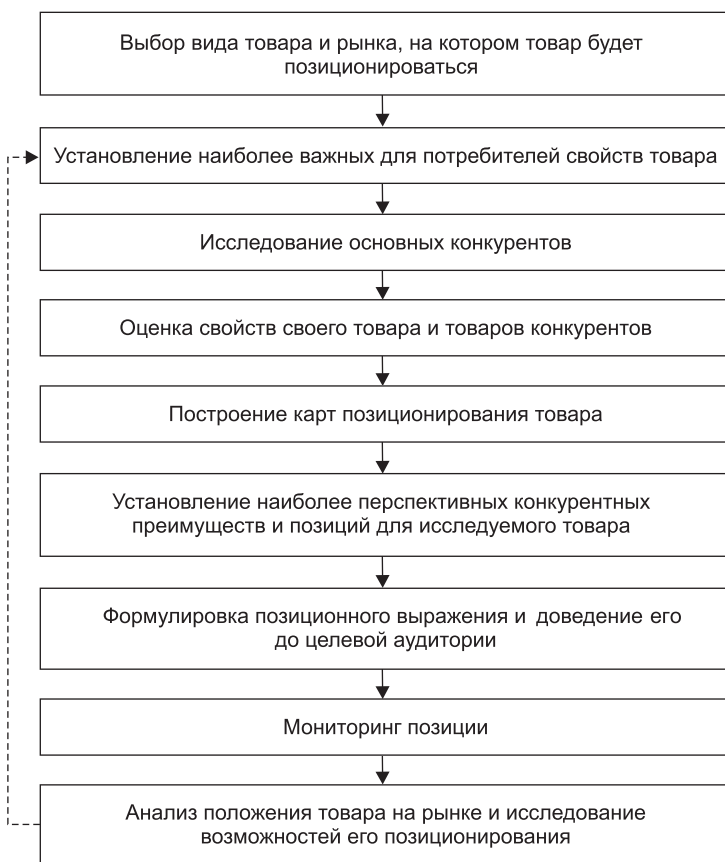 Выбор вида товара и рынка, на котором товар будет
позиционироваться
Установление наиболее важных для потребителей свойств товара
Исследование основных конкурентов
Оценка свойств своего товара и товаров конкурентов
Построение карт позиционирования товара
Установление наиболее перспективных конкурентных
преимуществ и позиций для исследуемого товара
Формулировка позиционного выражения и доведение его
до целевой аудитории
Мониторинг позиции
Анализ положения товара на рынке и исследование
возможностей его позиционирования